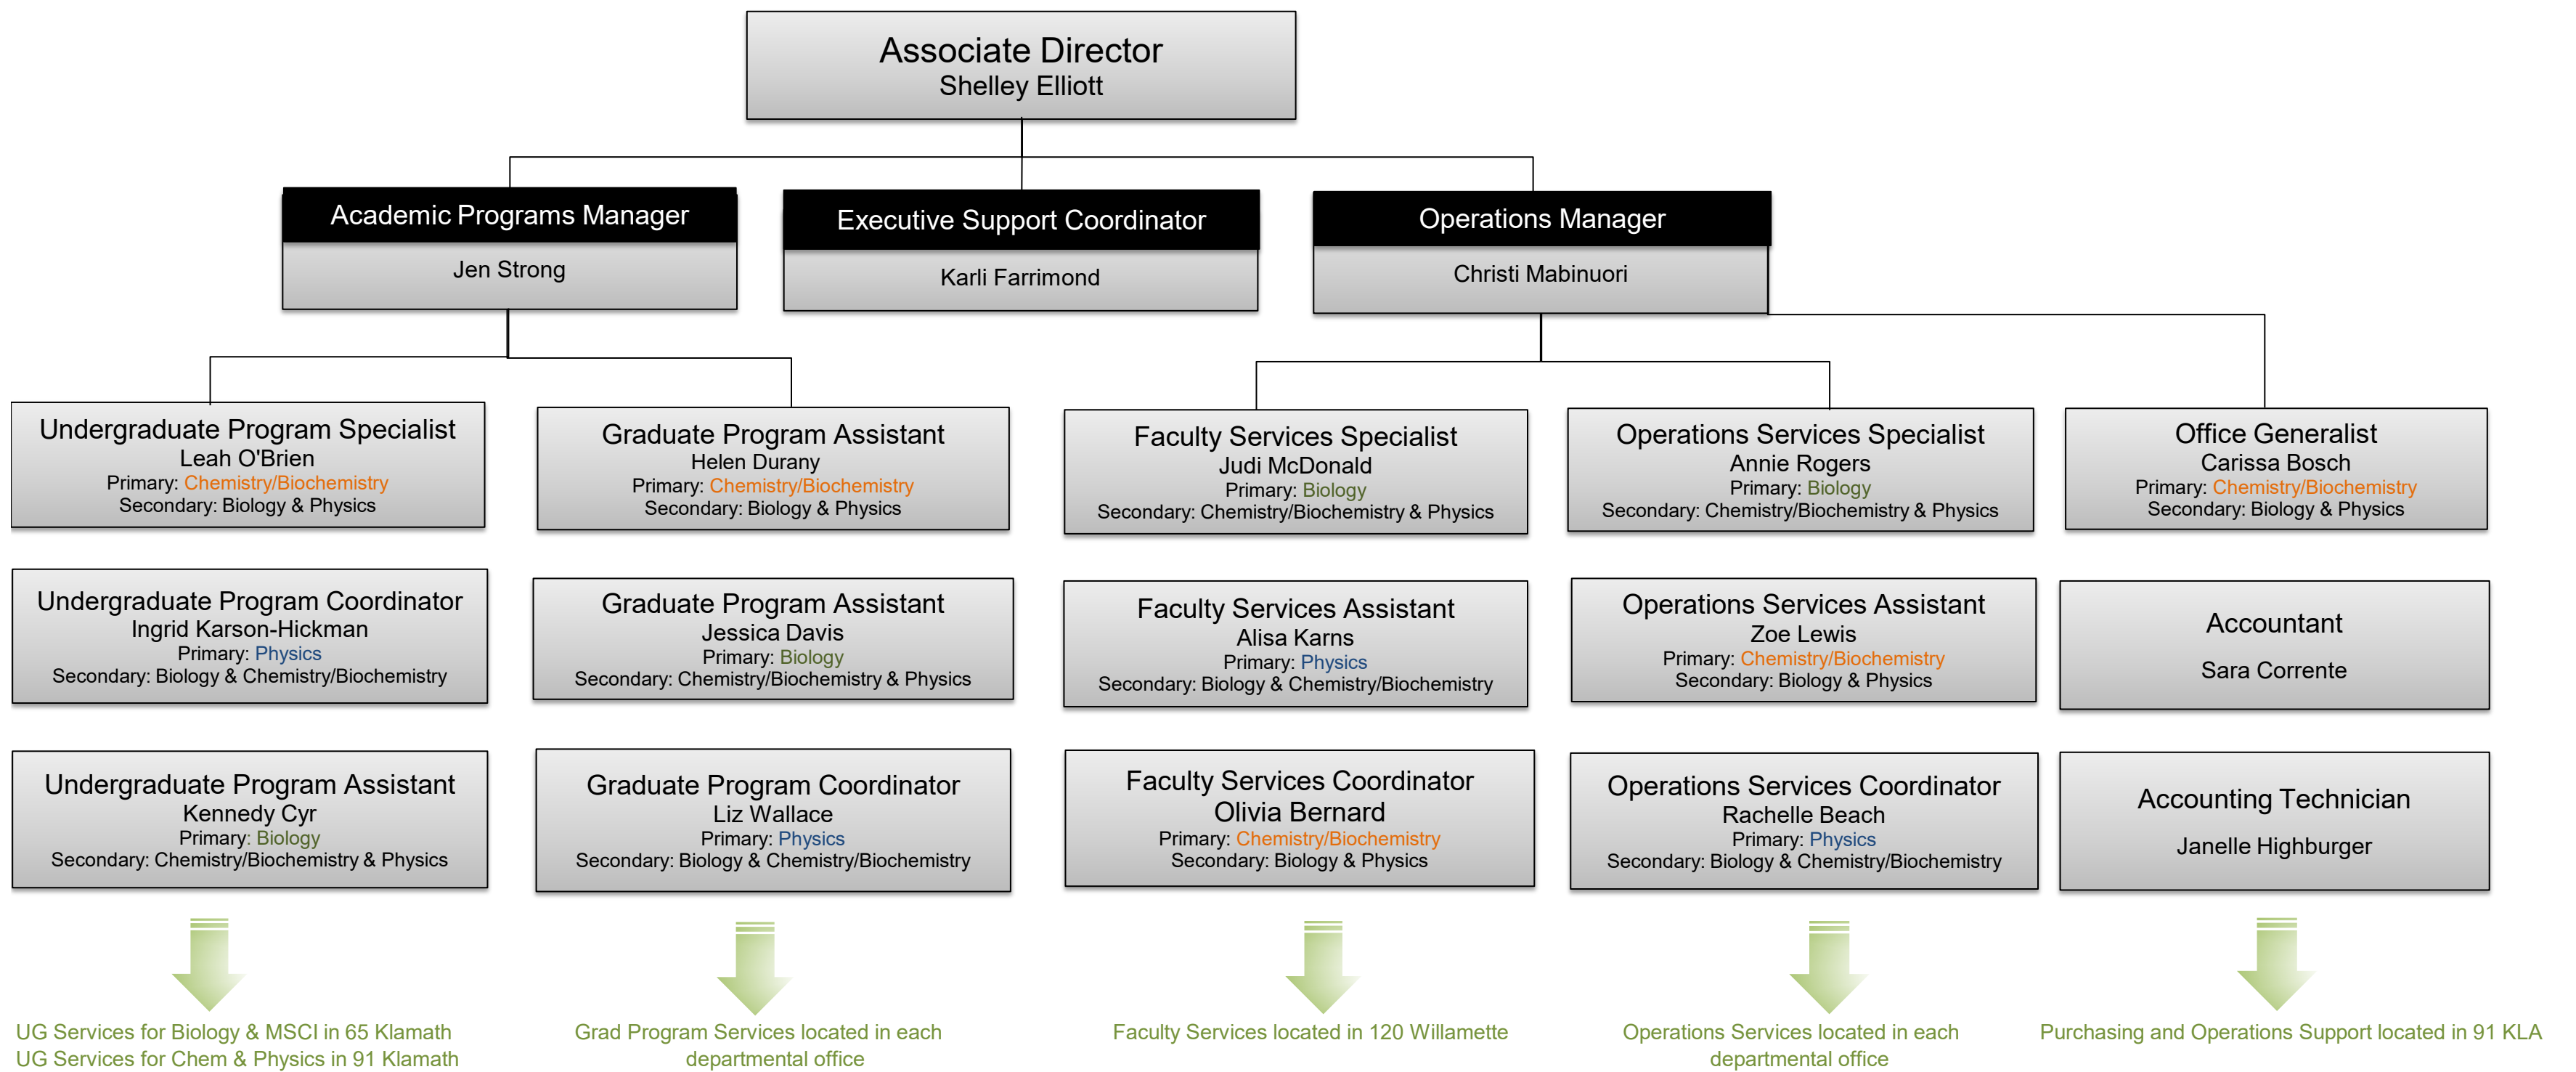 Associate Director
Shelley Elliott
Academic Programs Manager
Jen Strong
Executive Support Coordinator
Karli Farrimond
Operations Manager
Christi Mabinuori
Undergraduate Program Specialist
Leah O'Brien
Primary: Chemistry/Biochemistry
Secondary: Biology & Physics
Graduate Program Assistant
Helen Durany
Primary: Chemistry/Biochemistry
Secondary: Biology & Physics
Faculty Services Specialist
Judi McDonald
Primary: Biology
Secondary: Chemistry/Biochemistry & Physics
Operations Services Specialist
Annie Rogers
Primary: Biology
Secondary: Chemistry/Biochemistry & Physics
Office Generalist
Carissa Bosch
Primary: Chemistry/Biochemistry
Secondary: Biology & Physics
Undergraduate Program Coordinator
Ingrid Karson-Hickman
Primary: Physics
Secondary: Biology & Chemistry/Biochemistry
Graduate Program Assistant
Jessica Davis
Primary: Biology
Secondary: Chemistry/Biochemistry & Physics
Faculty Services Assistant
Alisa Karns
Primary: Physics
Secondary: Biology & Chemistry/Biochemistry
Operations Services Assistant
Zoe Lewis
Primary: Chemistry/Biochemistry
Secondary: Biology & Physics
Accountant
Sara Corrente
Undergraduate Program Assistant
Kennedy Cyr
Primary: Biology
Secondary: Chemistry/Biochemistry & Physics
Graduate Program Coordinator
Liz Wallace
Primary: Physics
Secondary: Biology & Chemistry/Biochemistry
Faculty Services Coordinator
Olivia Bernard
Primary: Chemistry/Biochemistry
Secondary: Biology & Physics
Operations Services Coordinator
Rachelle Beach
Primary: Physics
Secondary: Biology & Chemistry/Biochemistry
Accounting Technician
Janelle Highburger
UG Services for Biology & MSCI in 65 Klamath
UG Services for Chem & Physics in 91 Klamath
Grad Program Services located in each
departmental office
Faculty Services located in 120 Willamette
Operations Services located in each
departmental office
Purchasing and Operations Support located in 91 KLA